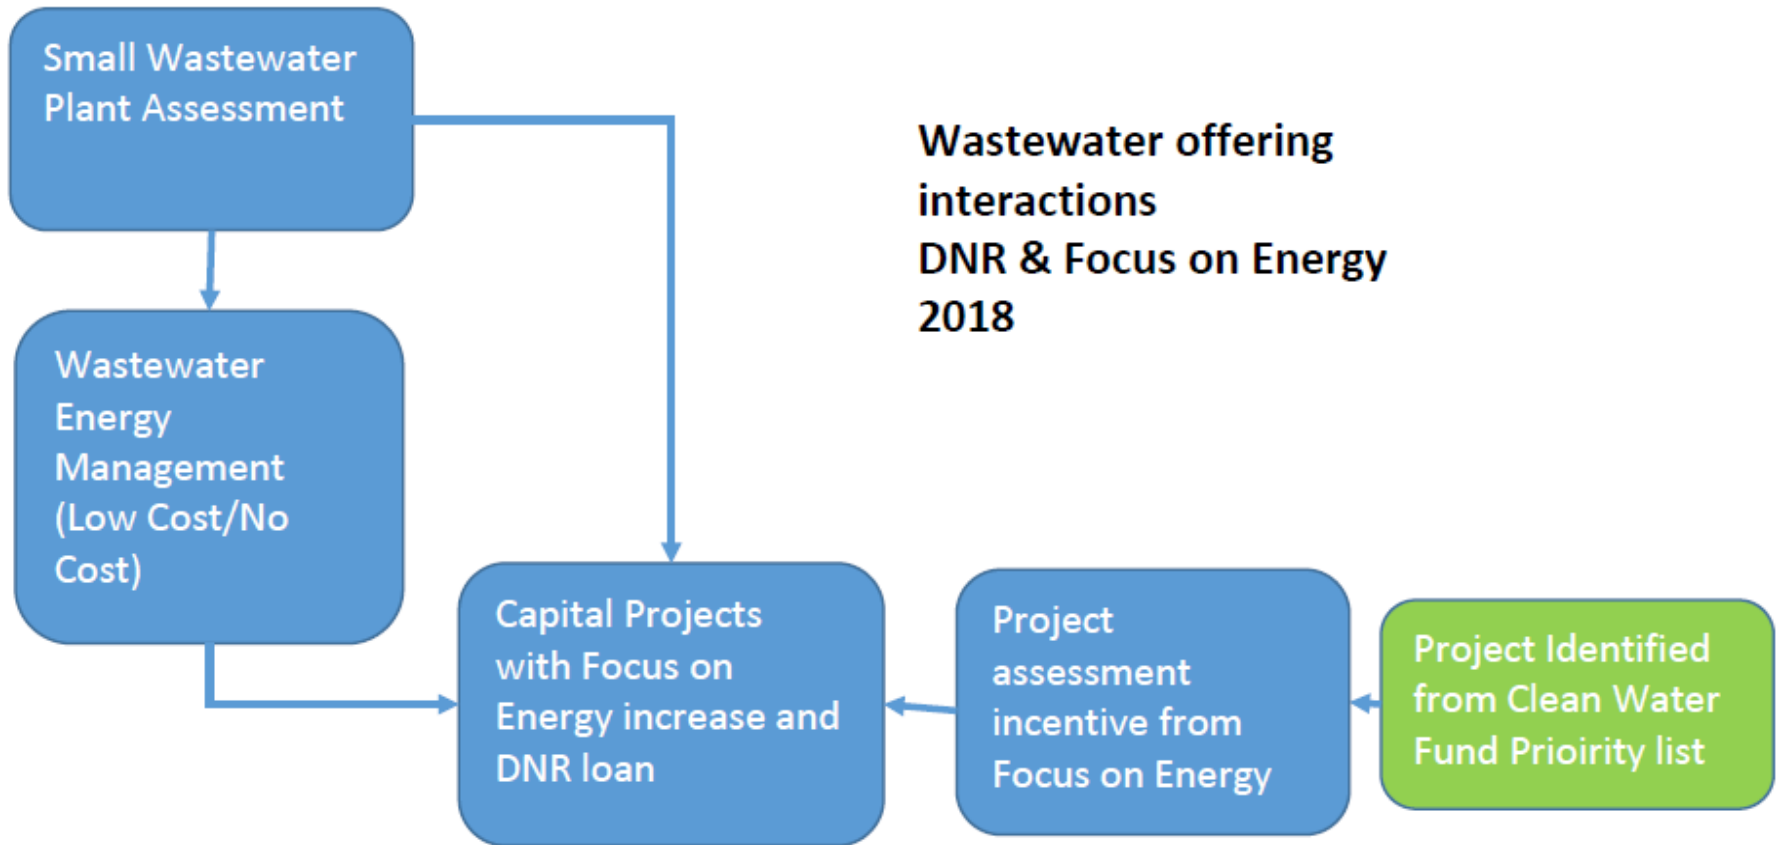 Small Wastewater
Plant Assessment
Wastewater offering
interactions
DNR & Focus on Energy
2018
Wastewater
Energy
Management
(Low Cost/No
Cost)
Capital Projects
with Focus on
Energy increase and
DNR loan
Project
assessment
incentive from
Focus on Energy
Project Identified
from Clean Water
Fund Prioirity list